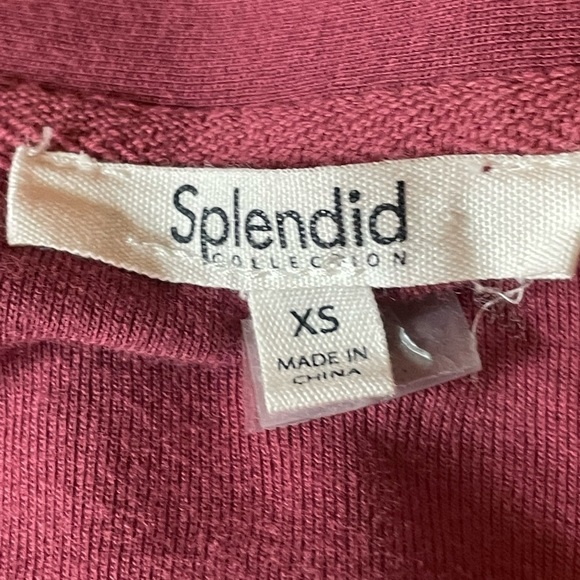 Splendid
COLLECTION
XS
MADE IN
CHINA